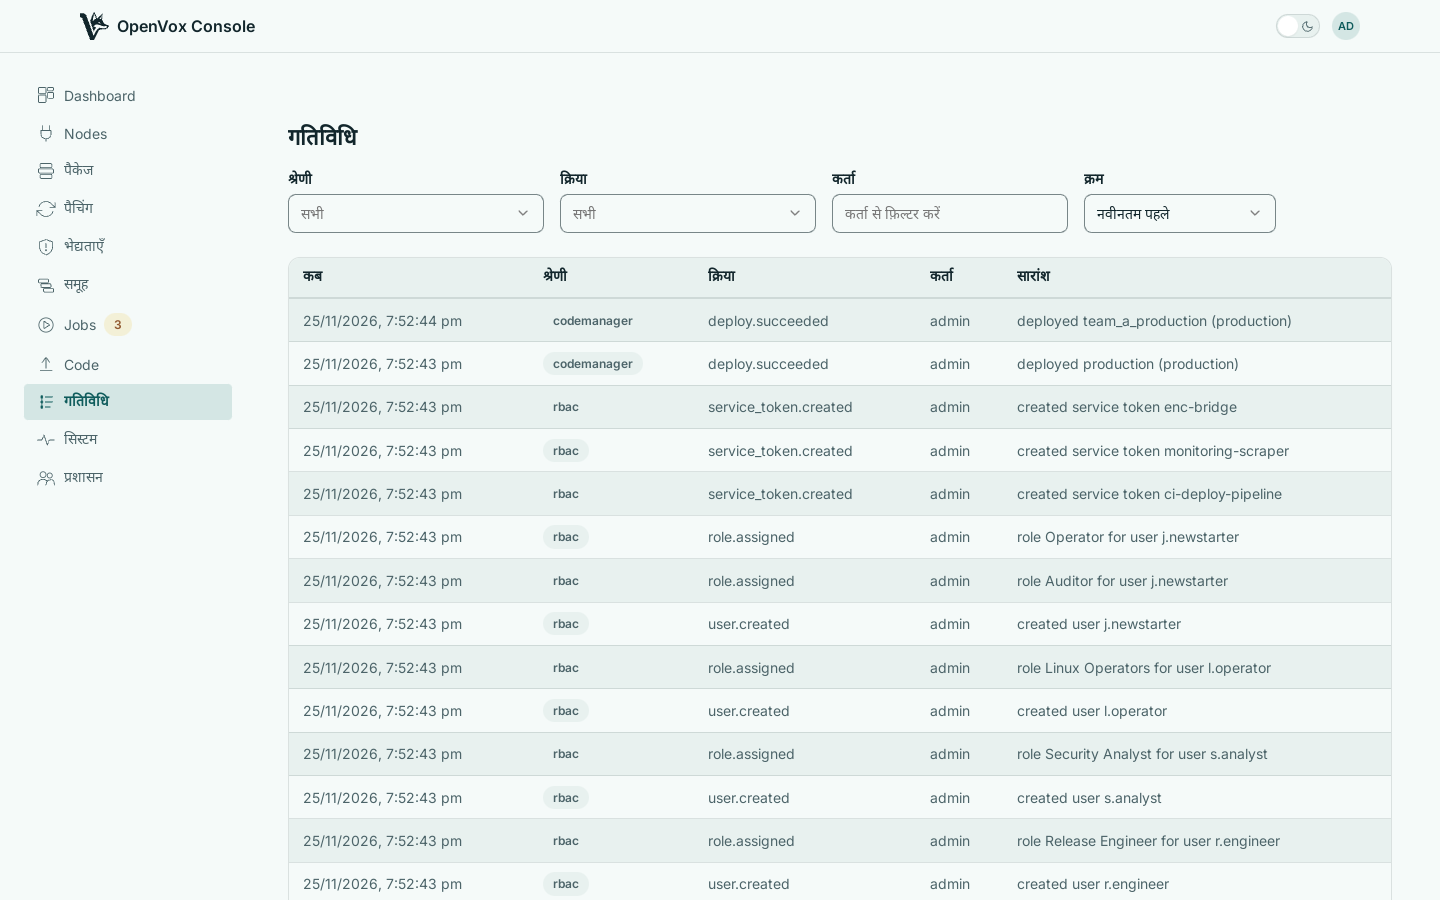 OpenVox Console
AD
Dashboard
Nodes
पैकेज
पैचिंग
भेद्यताएँ
समूह
Jobs 3
Code
गतिविधि
सिस्टम
प्रशासन
गतिविधि
श्रेणी क्रिया कर्ता क्रम
सभी सभी कर्ता से फ़िल्टर करें नवीनतम पहले
कब श्रेणी क्रिया कर्ता सारांश
25/11/2026, 7:52:44 pm codemanager deploy.succeeded admin deployed team_a_production (production)
25/11/2026, 7:52:43 pm codemanager deploy.succeeded admin deployed production (production)
25/11/2026, 7:52:43 pm rbac service_token.created admin created service token enc-bridge
25/11/2026, 7:52:43 pm rbac service_token.created admin created service token monitoring-scraper
25/11/2026, 7:52:43 pm rbac service_token.created admin created service token ci-deploy-pipeline
25/11/2026, 7:52:43 pm rbac role.assigned admin role Operator for user j.newstarter
25/11/2026, 7:52:43 pm rbac role.assigned admin role Auditor for user j.newstarter
25/11/2026, 7:52:43 pm rbac user.created admin created user j.newstarter
25/11/2026, 7:52:43 pm rbac role.assigned admin role Linux Operators for user l.operator
25/11/2026, 7:52:43 pm rbac user.created admin created user l.operator
25/11/2026, 7:52:43 pm rbac role.assigned admin role Security Analyst for user s.analyst
25/11/2026, 7:52:43 pm rbac user.created admin created user s.analyst
25/11/2026, 7:52:43 pm rbac role.assigned admin role Release Engineer for user r.engineer
25/11/2026, 7:52:43 pm rbac user.created admin created user r.engineer